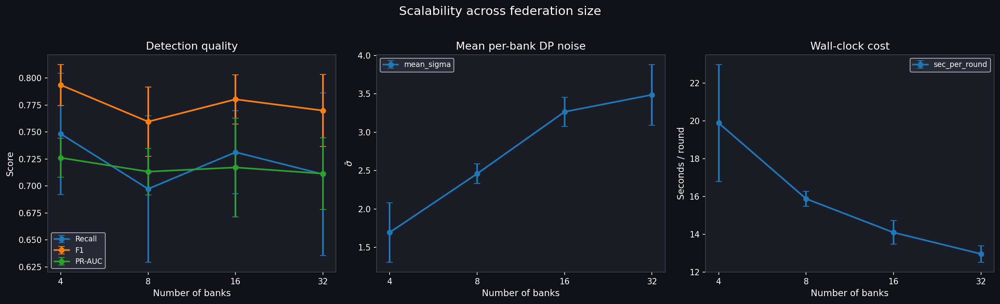 Scalability across federation size
Detection quality
Score
0.800
0.775
0.750
0.725
0.700
0.675
0.650
0.625
Recall
F1
PR-AUC
4 8 16 32
Number of banks
Mean per-bank DP noise
σ̄
4.0
3.5
3.0
2.5
2.0
1.5
mean_sigma
4 8 16 32
Number of banks
Wall-clock cost
Seconds / round
22
20
18
16
14
12
sec_per_round
4 8 16 32
Number of banks